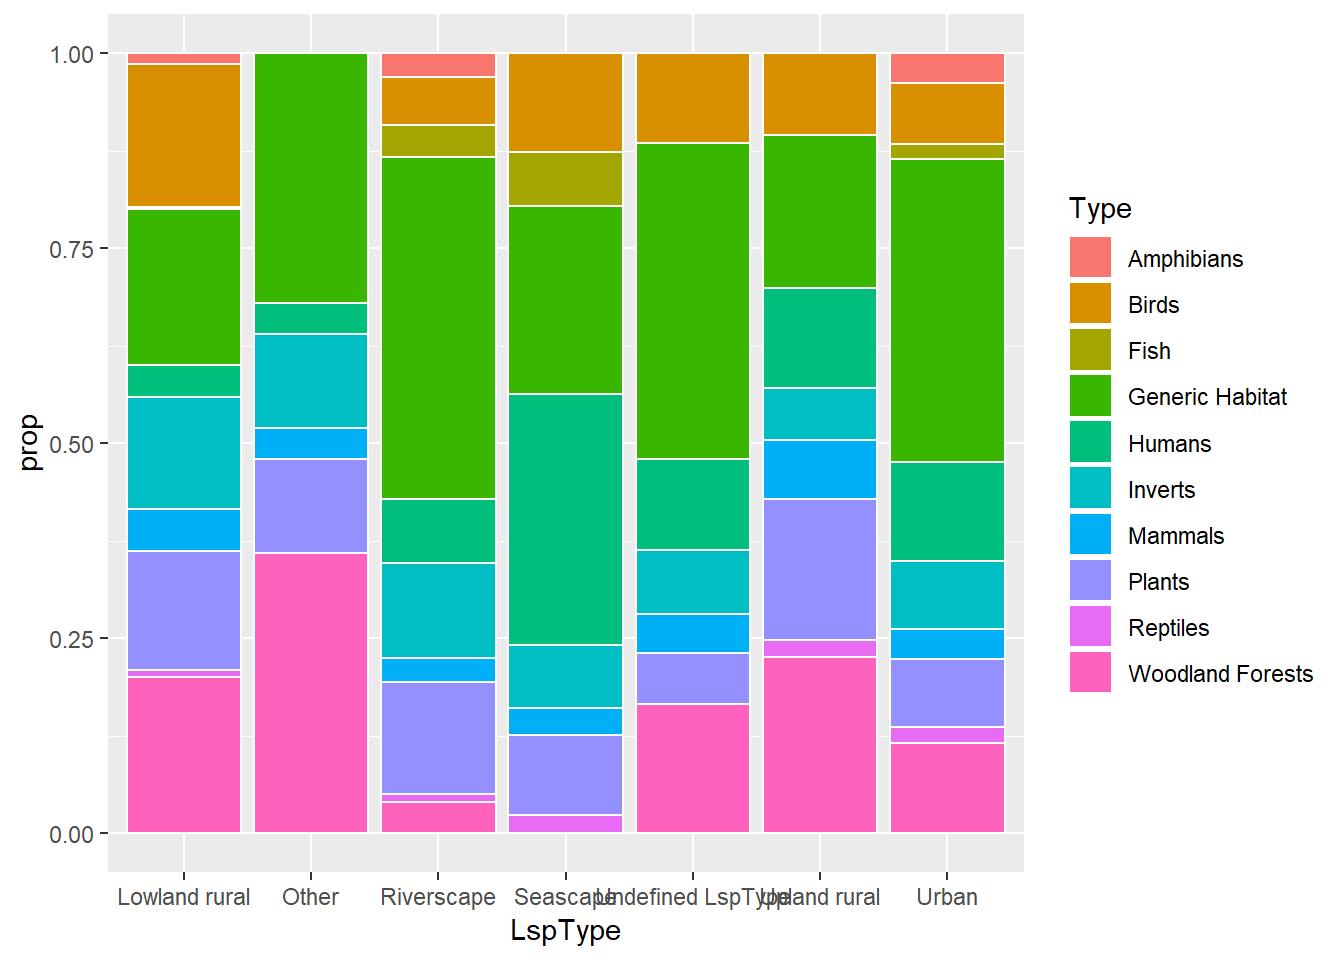 1.00
0.75
0.50
0.25
0.00
prop
Lowland rural
Other
Riverscape
Seascape
Undefined LspType
Upland rural
Urban
LspType
Type
Amphibians
Birds
Fish
Generic Habitat
Humans
Inverts
Mammals
Plants
Reptiles
Woodland Forests